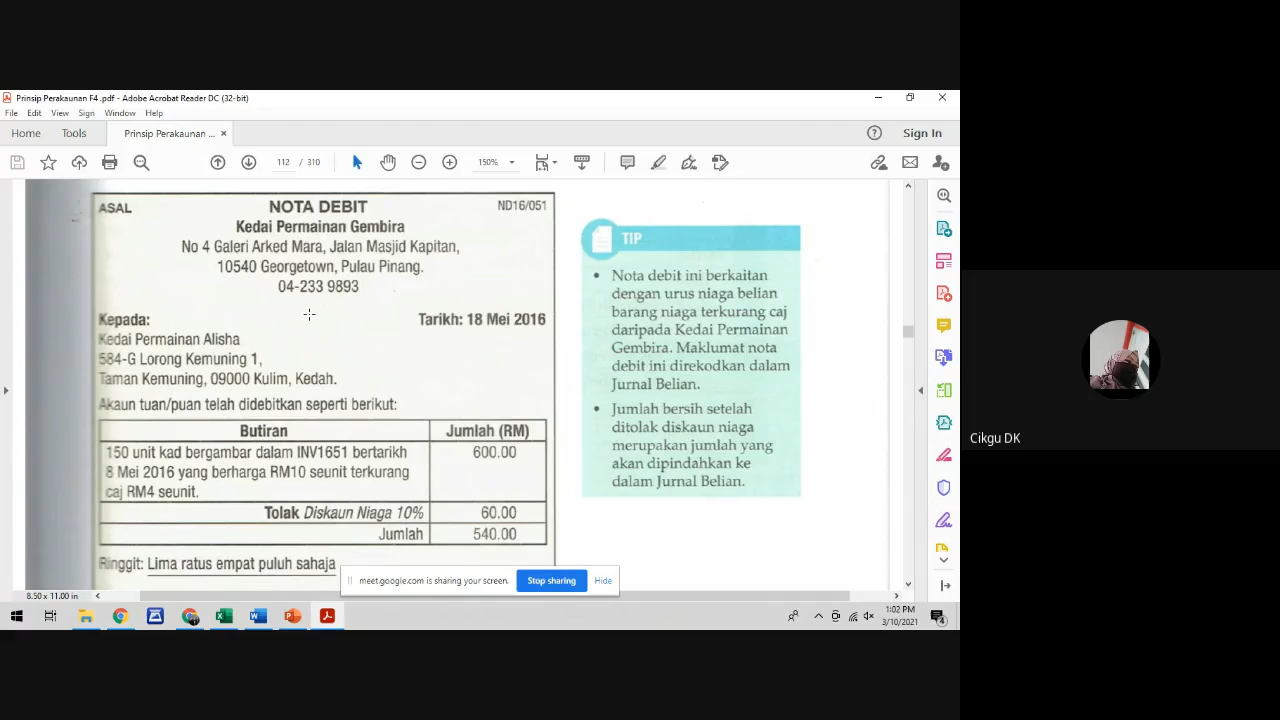 Prinsip Perakaunan F4 .pdf - Adobe Acrobat Reader DC (32-bit)
File Edit View Sign Window Help
Home Tools Prinsip Perakaunan ... × Sign In
112 / 310 150%
ASAL NOTA DEBIT ND16/051
Kedai Permainan Gembira
No 4 Galeri Arked Mara, Jalan Masjid Kapitan,
10540 Georgetown, Pulau Pinang.
04-233 9893
Kepada: Tarikh: 18 Mei 2016
Kedai Permainan Alisha
584-G Lorong Kemuning 1,
Taman Kemuning, 09000 Kulim, Kedah.
Akaun tuan/puan telah didebitkan seperti berikut:
Butiran Jumlah (RM)
150 unit kad bergambar dalam INV1651 bertarikh 600.00
8 Mei 2016 yang berharga RM10 seunit terkurang
caj RM4 seunit.
Tolak Diskaun Niaga 10% 60.00
Jumlah 540.00
Ringgit: Lima ratus empat puluh sahaja
TIP
• Nota debit ini berkaitan
dengan urus niaga belian
barang niaga terkurang caj
daripada Kedai Permainan
Gembira. Maklumat nota
debit ini direkodkan dalam
Jurnal Belian.
• Jumlah bersih setelah
ditolak diskaun niaga
merupakan jumlah yang
akan dipindahkan ke
dalam Jurnal Belian.
meet.google.com is sharing your screen. Stop sharing Hide
8.50 x 11.00 in
1:02 PM
3/10/2021
4
Cikgu DK